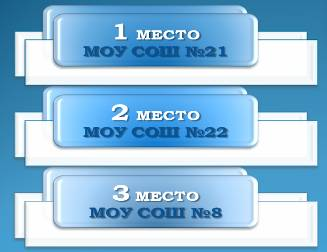 1 МЕСТО
МОУ СОШ №21
2 МЕСТО
МОУ СОШ №22
3 МЕСТО
МОУ СОШ №8